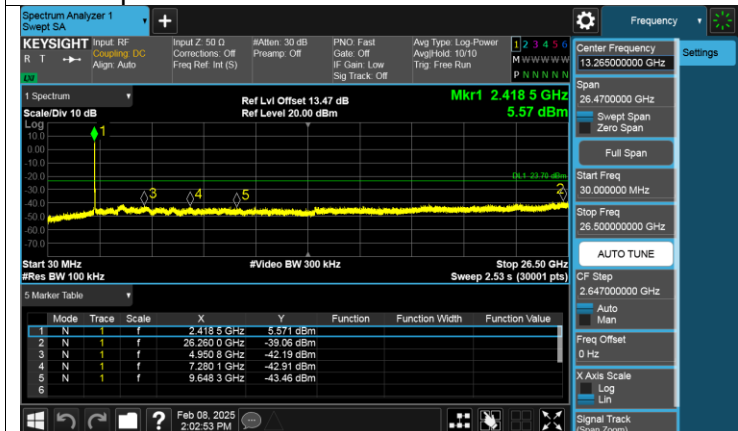 Spectrum Analyzer 1
Swept SA
Frequency
KEYSIGHT
R T
LXI
Input: RF
Coupling: DC
Align: Auto
Input Z: 50 Ω
Corrections: Off
Freq Ref: Int (S)
#Atten: 30 dB
Preamp: Off
PNO: Fast
Gate: Off
IF Gain: Low
Sig Track: Off
Avg Type: Log-Power
Avg|Hold: 10/10
Trig: Free Run
1 2 3 4 5 6
M W W W W W
P N N N N N
Center Frequency
13.265000000 GHz
Settings
Span
26.4700000 GHz
Swept Span
Zero Span
Full Span
Start Freq
30.000000 MHz
Stop Freq
26.500000000 GHz
AUTO TUNE
CF Step
2.647000000 GHz
Auto
Man
Freq Offset
0 Hz
X Axis Scale
Log
Lin
Signal Track
(Span Zoom)
1 Spectrum
Scale/Div 10 dB
Ref Lvl Offset 13.47 dB
Ref Level 20.00 dBm
Mkr1 2.418 5 GHz
5.57 dBm
Log
10.0
0.00
-10.0
-20.0
-30.0
-40.0
-50.0
-60.0
-70.0
1
3
4
5
2
DL1 -23.70 dBm
Start 30 MHz
#Res BW 100 kHz
#Video BW 300 kHz
Stop 26.50 GHz
Sweep 2.53 s (30001 pts)
5 Marker Table
Mode Trace Scale X Y Function Function Width Function Value
1 N 1 f 2.418 5 GHz 5.571 dBm
2 N 1 f 26.260 0 GHz -39.06 dBm
3 N 1 f 4.950 8 GHz -42.19 dBm
4 N 1 f 7.280 1 GHz -42.91 dBm
5 N 1 f 9.648 3 GHz -43.46 dBm
6
?
Feb 08, 2025
2:02:53 PM